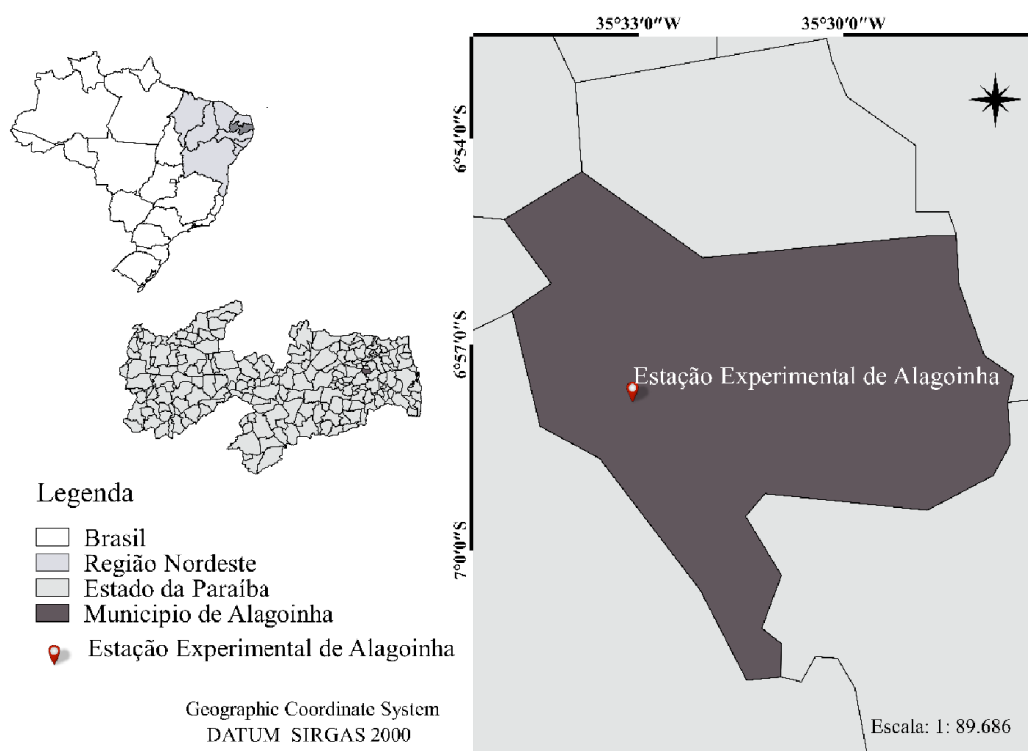 35°33'0"W
35°30'0"W
6°54'0"S
6°57'0"S
7°0'0"S
Estação Experimental de Alagoinha
Legenda
Brasil
Região Nordeste
Estado da Paraíba
Municipio de Alagoinha
Estação Experimental de Alagoinha
Geographic Coordinate System
DATUM SIRGAS 2000
Escala: 1: 89.686